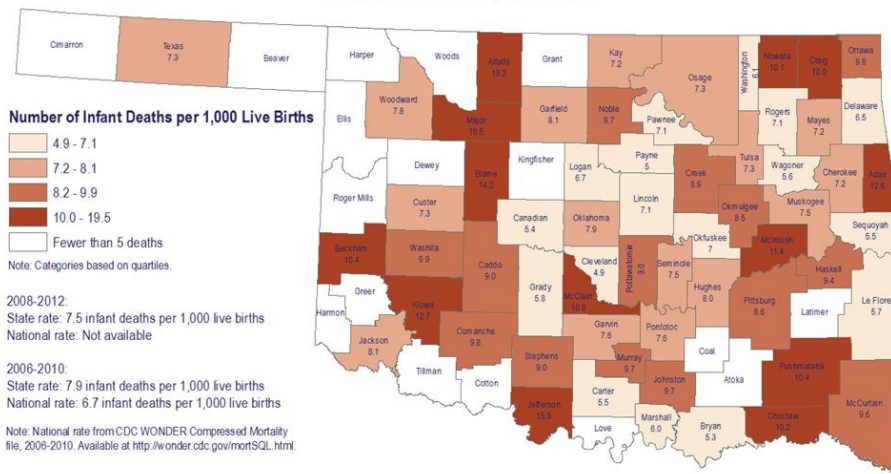 Cimarron
Texas
7.3
Beaver
Harper
Woods
Alfalfa
18.2
Grant
Kay
7.2
Osage
7.3
Washington
6.1
Nowata
10.1
Craig
10.0
Ottawa
9.9
Ellis
Woodward
7.8
Major
19.5
Garfield
8.1
Noble
9.7
Pawnee
7.1
Rogers
7.1
Mayes
7.2
Delaware
6.5
Number of Infant Deaths per 1,000 Live Births
4.9 - 7.1
7.2 - 8.1
8.2 - 9.9
10.0 - 19.5
Fewer than 5 deaths
Note: Categories based on quartiles.
Dewey
Blaine
14.2
Kingfisher
Logan
6.7
Payne
5
Creek
8.9
Tulsa
7.3
Wagoner
5.6
Cherokee
7.2
Adair
12.6
Roger Mills
Custer
7.3
Canadian
5.4
Oklahoma
7.9
Lincoln
7.1
Okfuskee
7
Okmulgee
8.5
Muskogee
7.5
Sequoyah
5.5
Beckham
10.4
Washita
9.9
Caddo
9.0
Grady
5.8
Cleveland
4.9
McClain
10.8
Pottawatomie
9.0
Seminole
7.5
Hughes
8.0
McIntosh
11.4
Haskell
9.4
Pittsburg
8.6
Latimer
Le Flore
5.7
Greer
Harmon
Kiowa
12.7
Jackson
8.1
Comanche
9.8
Tillman
Cotton
Stephens
9.0
Jefferson
15.5
Garvin
7.6
Murray
9.7
Pontotoc
7.6
Johnston
9.7
Coal
Atoka
Carter
5.5
Love
Marshall
6.0
Bryan
5.3
Pushmataha
10.4
Choctaw
10.2
McCurtain
9.6
2008-2012:
State rate: 7.5 infant deaths per 1,000 live births
National rate: Not available
2006-2010:
State rate: 7.9 infant deaths per 1,000 live births
National rate: 6.7 infant deaths per 1,000 live births
Note: National rate from CDC WONDER Compressed Mortality
file, 2006-2010. Available at http://wonder.cdc.gov/mortSQL.html.